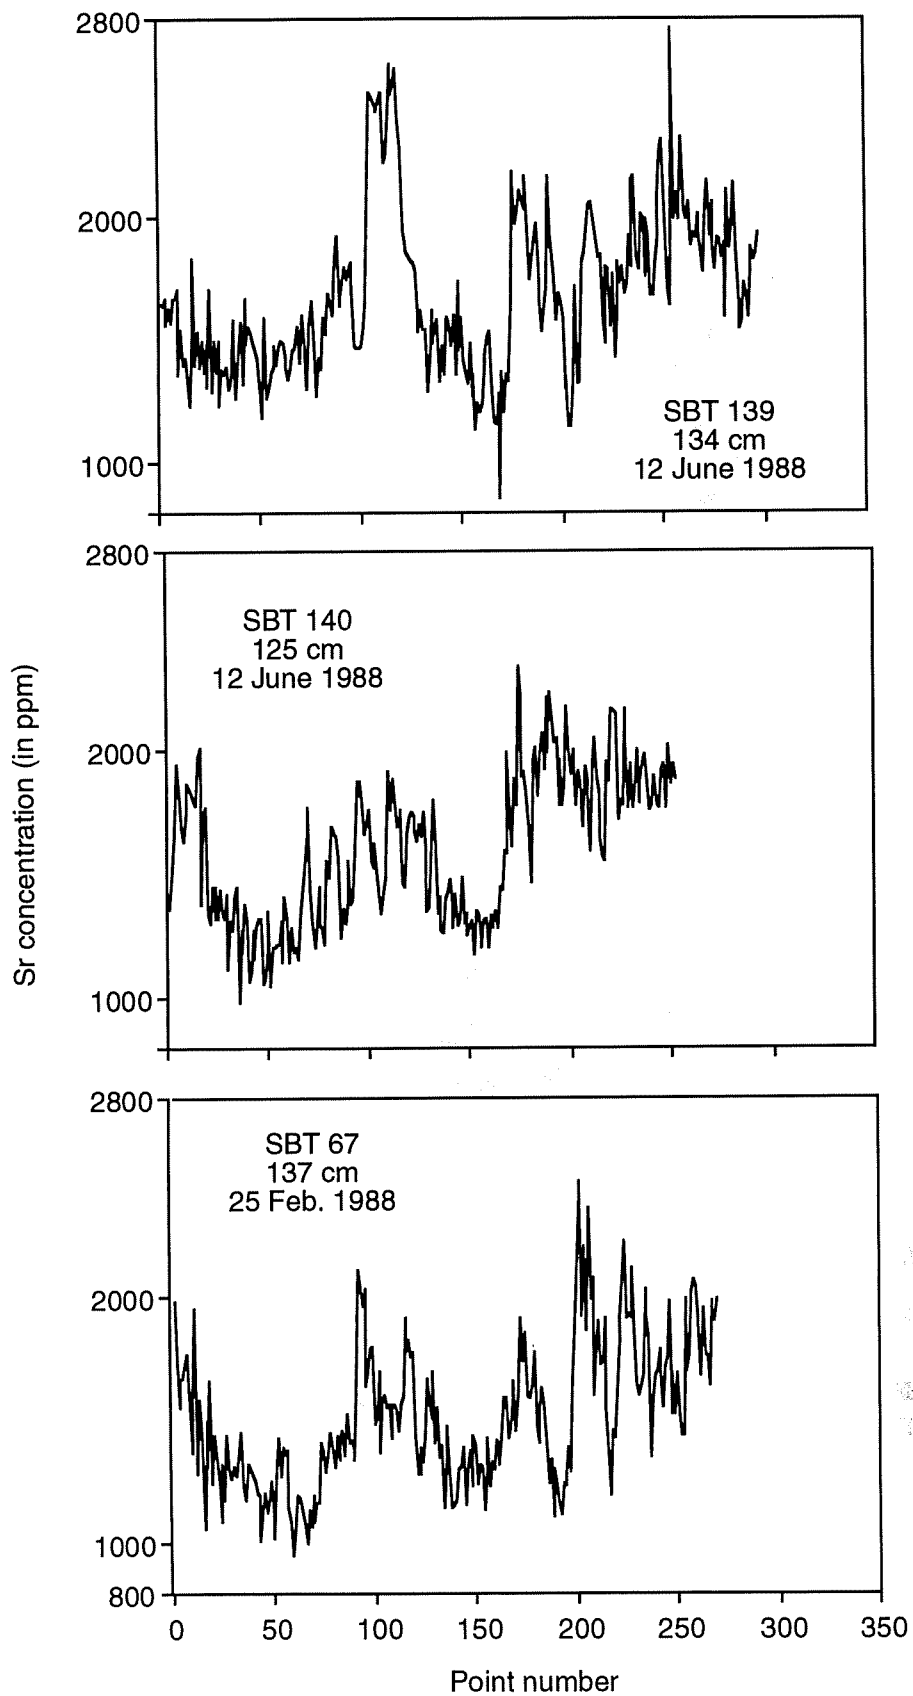 2800
2000
1000
SBT 139
134 cm
12 June 1988
2800
2000
1000
SBT 140
125 cm
12 June 1988
Sr concentration (in ppm)
2800
2000
1000
800
SBT 67
137 cm
25 Feb. 1988
0 50 100 150 200 250 300 350
Point number